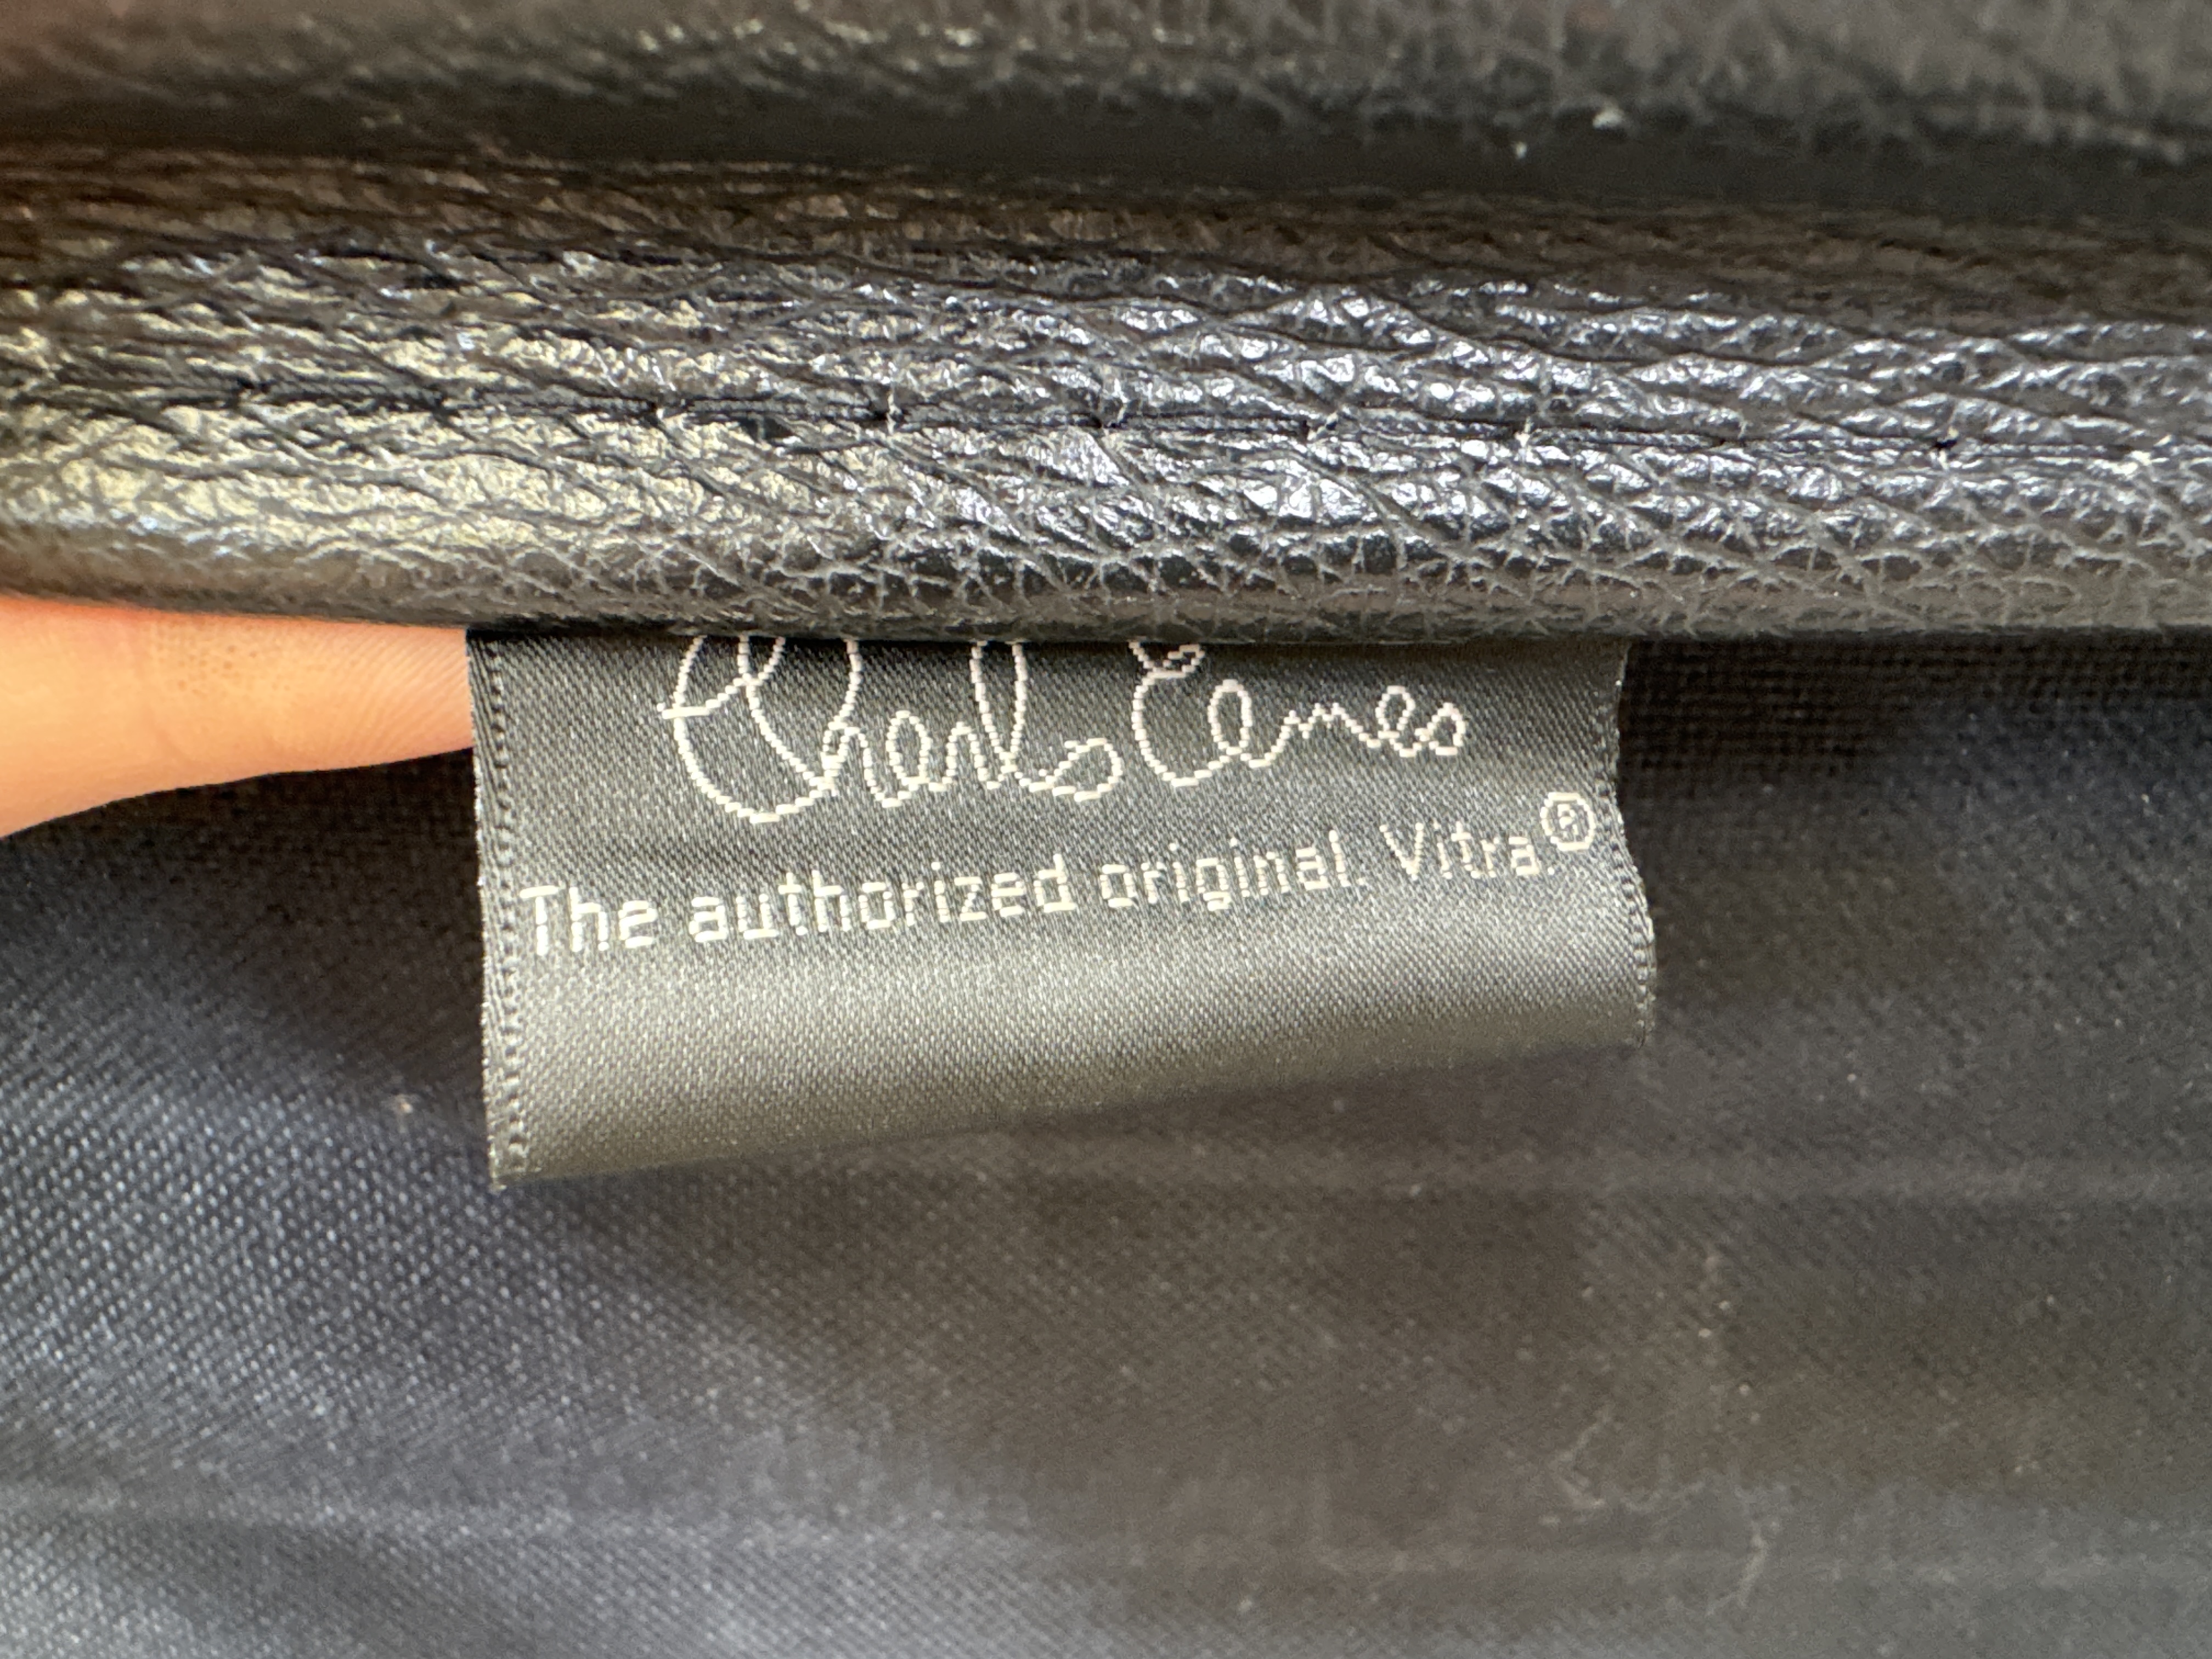 Charles Eames
The authorized original. Vitra.®